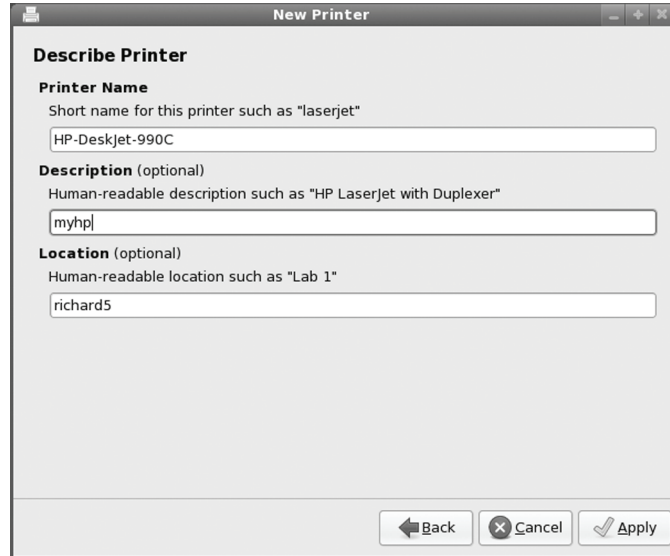 New Printer
Describe Printer
Printer Name
Short name for this printer such as "laserjet"
HP-DeskJet-990C
Description (optional)
Human-readable description such as "HP LaserJet with Duplexer"
myhp
Location (optional)
Human-readable location such as "Lab 1"
richard5
Back Cancel Apply